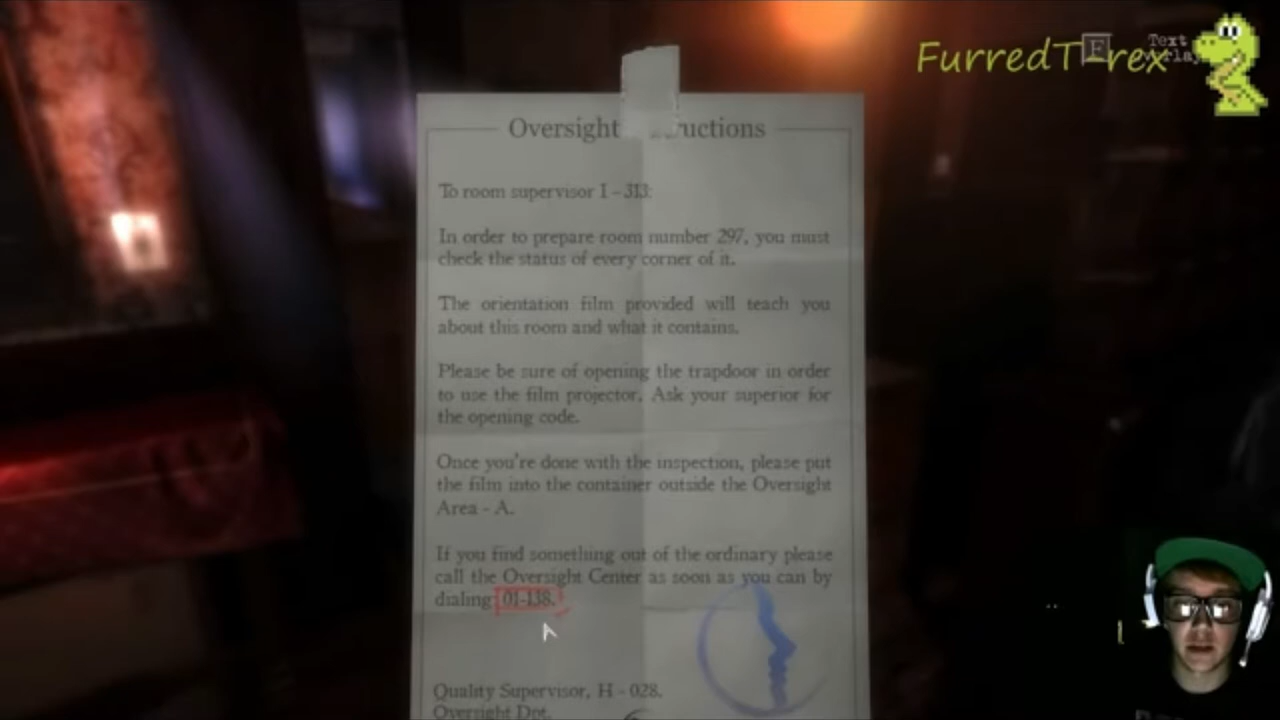 FurredT-rex
F Text
Oversight ructions
To room supervisor I - 313:
In order to prepare room number 297, you must
check the status of every corner of it.
The orientation film provided will teach you
about this room and what it contains.
Please be sure of opening the trapdoor in order
to use the film projector. Ask your superior for
the opening code.
Once you're done with the inspection, please put
the film into the container outside the Oversight
Area - A.
If you find something out of the ordinary please
call the Oversight Center as soon as you can by
dialing 01-138.
Quality Supervisor, H - 028.
Oversight Dpt.